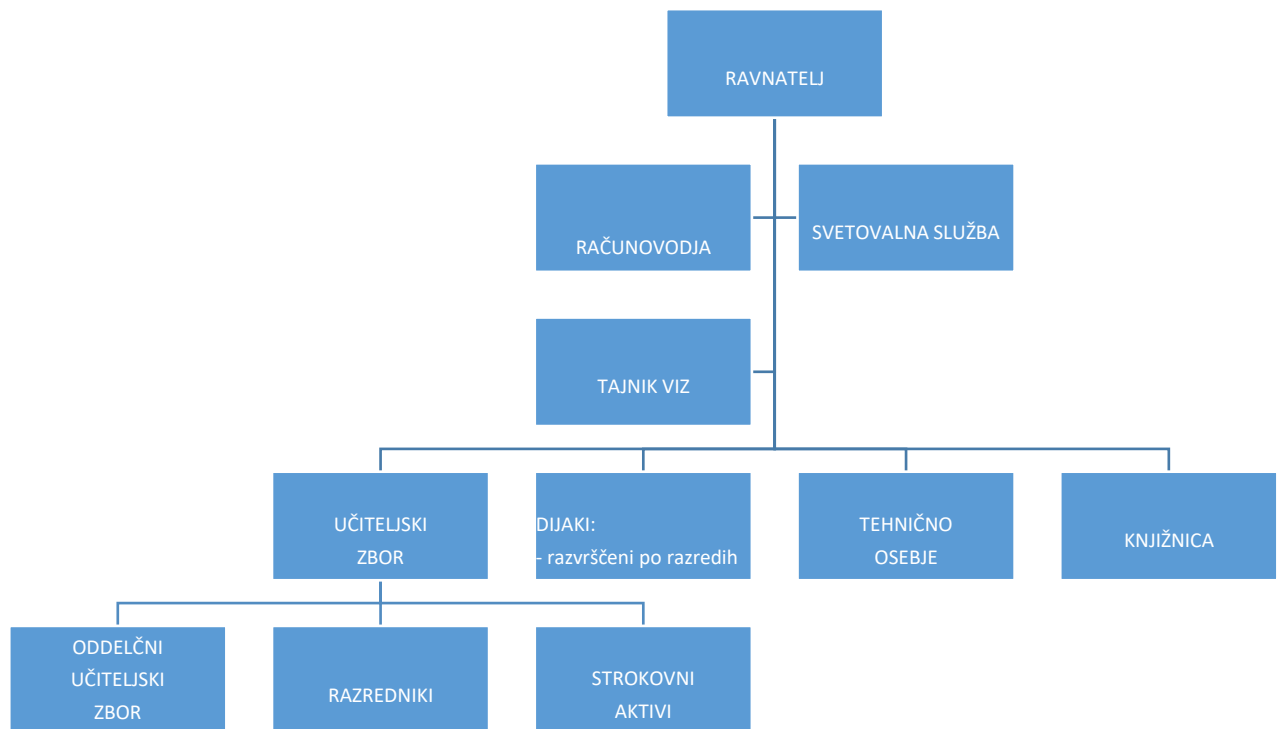 RAVNATELJ
RAČUNOVODJA
SVETOVALNA SLUŽBA
TAJNIK VIZ
UČITELJSKI
ZBOR
DIJAKI:
- razvrščeni po razredih
TEHNIČNO
OSEBJE
KNJIŽNICA
ODDELČNI
UČITELJSKI
ZBOR
RAZREDNIKI
STROKOVNI
AKTIVI